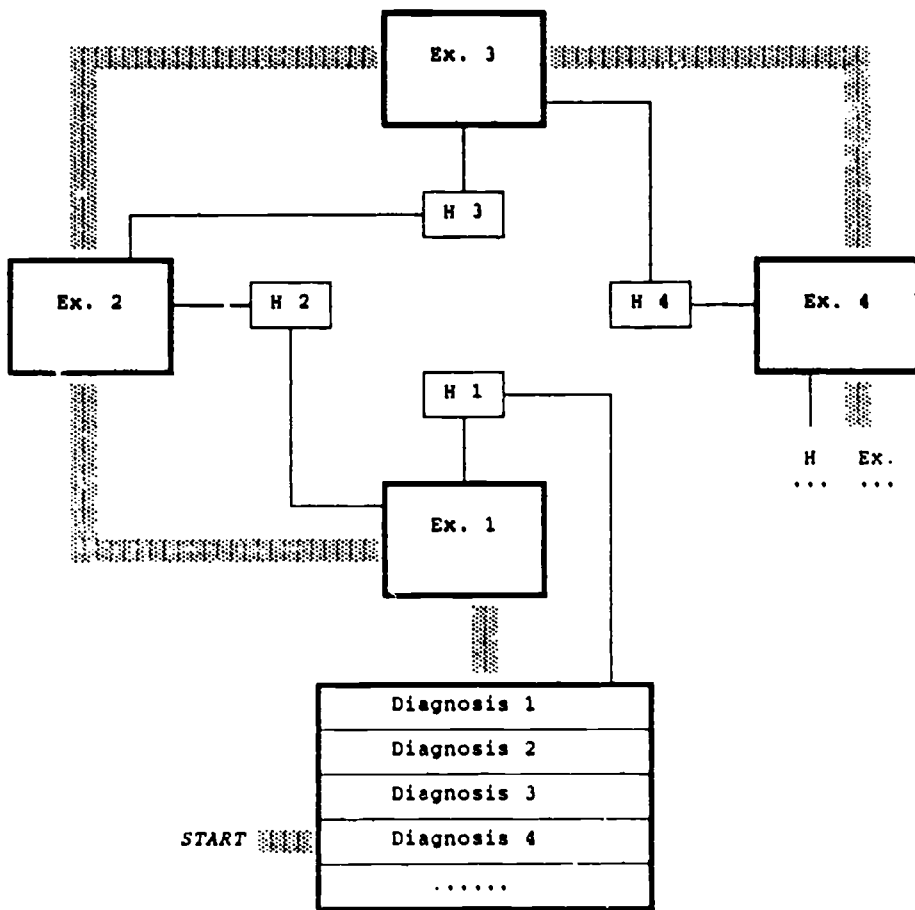 Ex. 3
H 3
Ex. 2
H 2
H 4
Ex. 4
H 1
H Ex.
... ...
Ex. 1
Diagnosis 1
Diagnosis 2
Diagnosis 3
START Diagnosis 4
......